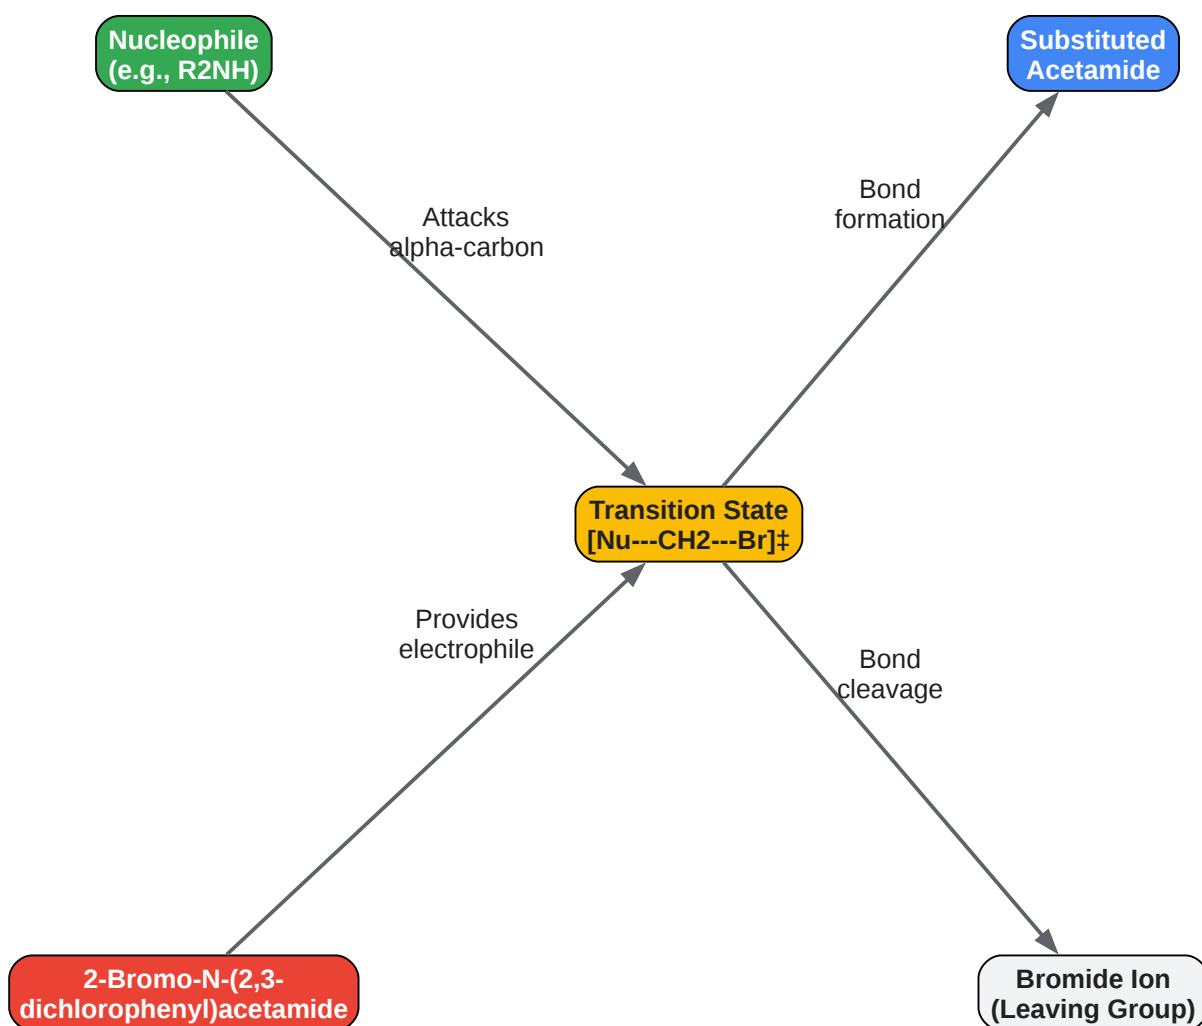 Nucleophile
(e.g., R2NH)
Substituted
Acetamide
Attacks
alpha-carbon
Bond
formation
Transition State
[Nu---CH2---Br]‡
Provides
electrophile
Bond
cleavage
2-Bromo-N-(2,3-
dichlorophenyl)acetamide
Bromide Ion
(Leaving Group)